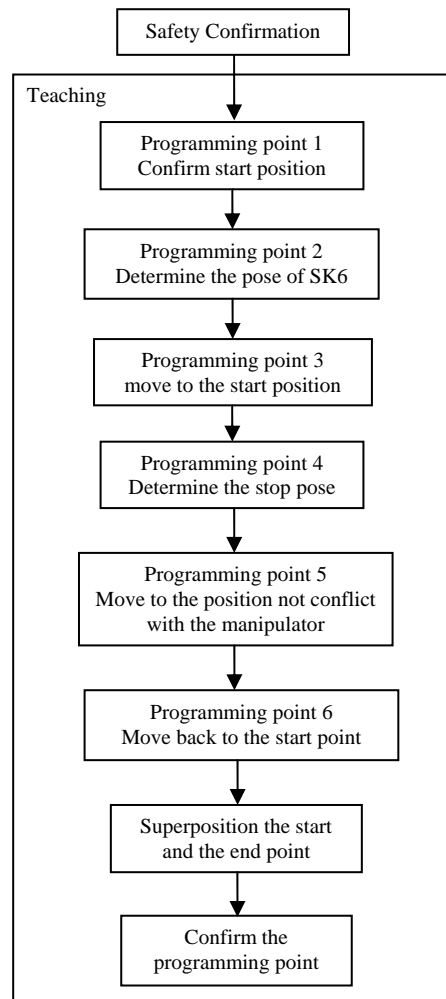 Safety Confirmation
Teaching
Programming point 1
Confirm start position
Programming point 2
Determine the pose of SK6
Programming point 3
move to the start position
Programming point 4
Determine the stop pose
Programming point 5
Move to the position not conflict
with the manipulator
Programming point 6
Move back to the start point
Superposition the start
and the end point
Confirm the
programming point